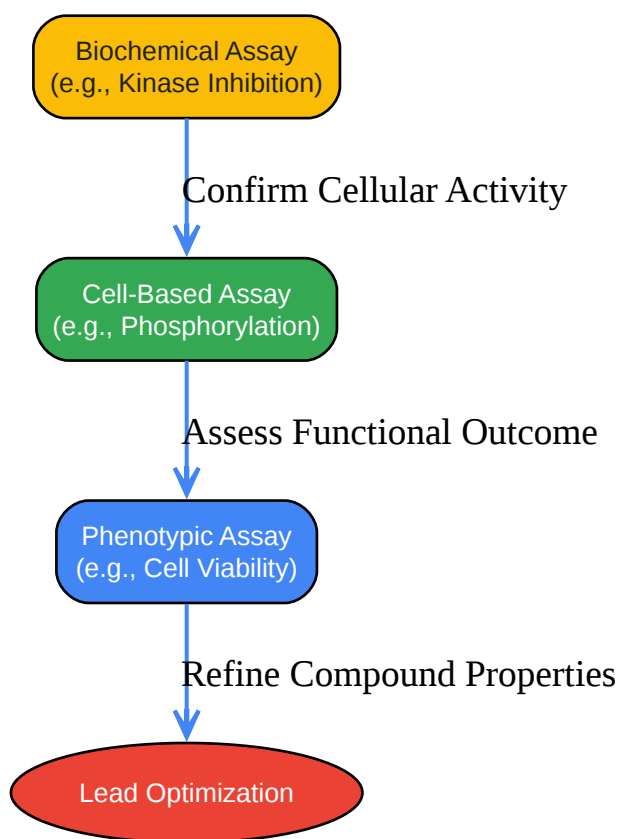 Biochemical Assay
(e.g., Kinase Inhibition)
Confirm Cellular Activity
Cell-Based Assay
(e.g., Phosphorylation)
Assess Functional Outcome
Phenotypic Assay
(e.g., Cell Viability)
Refine Compound Properties
Lead Optimization